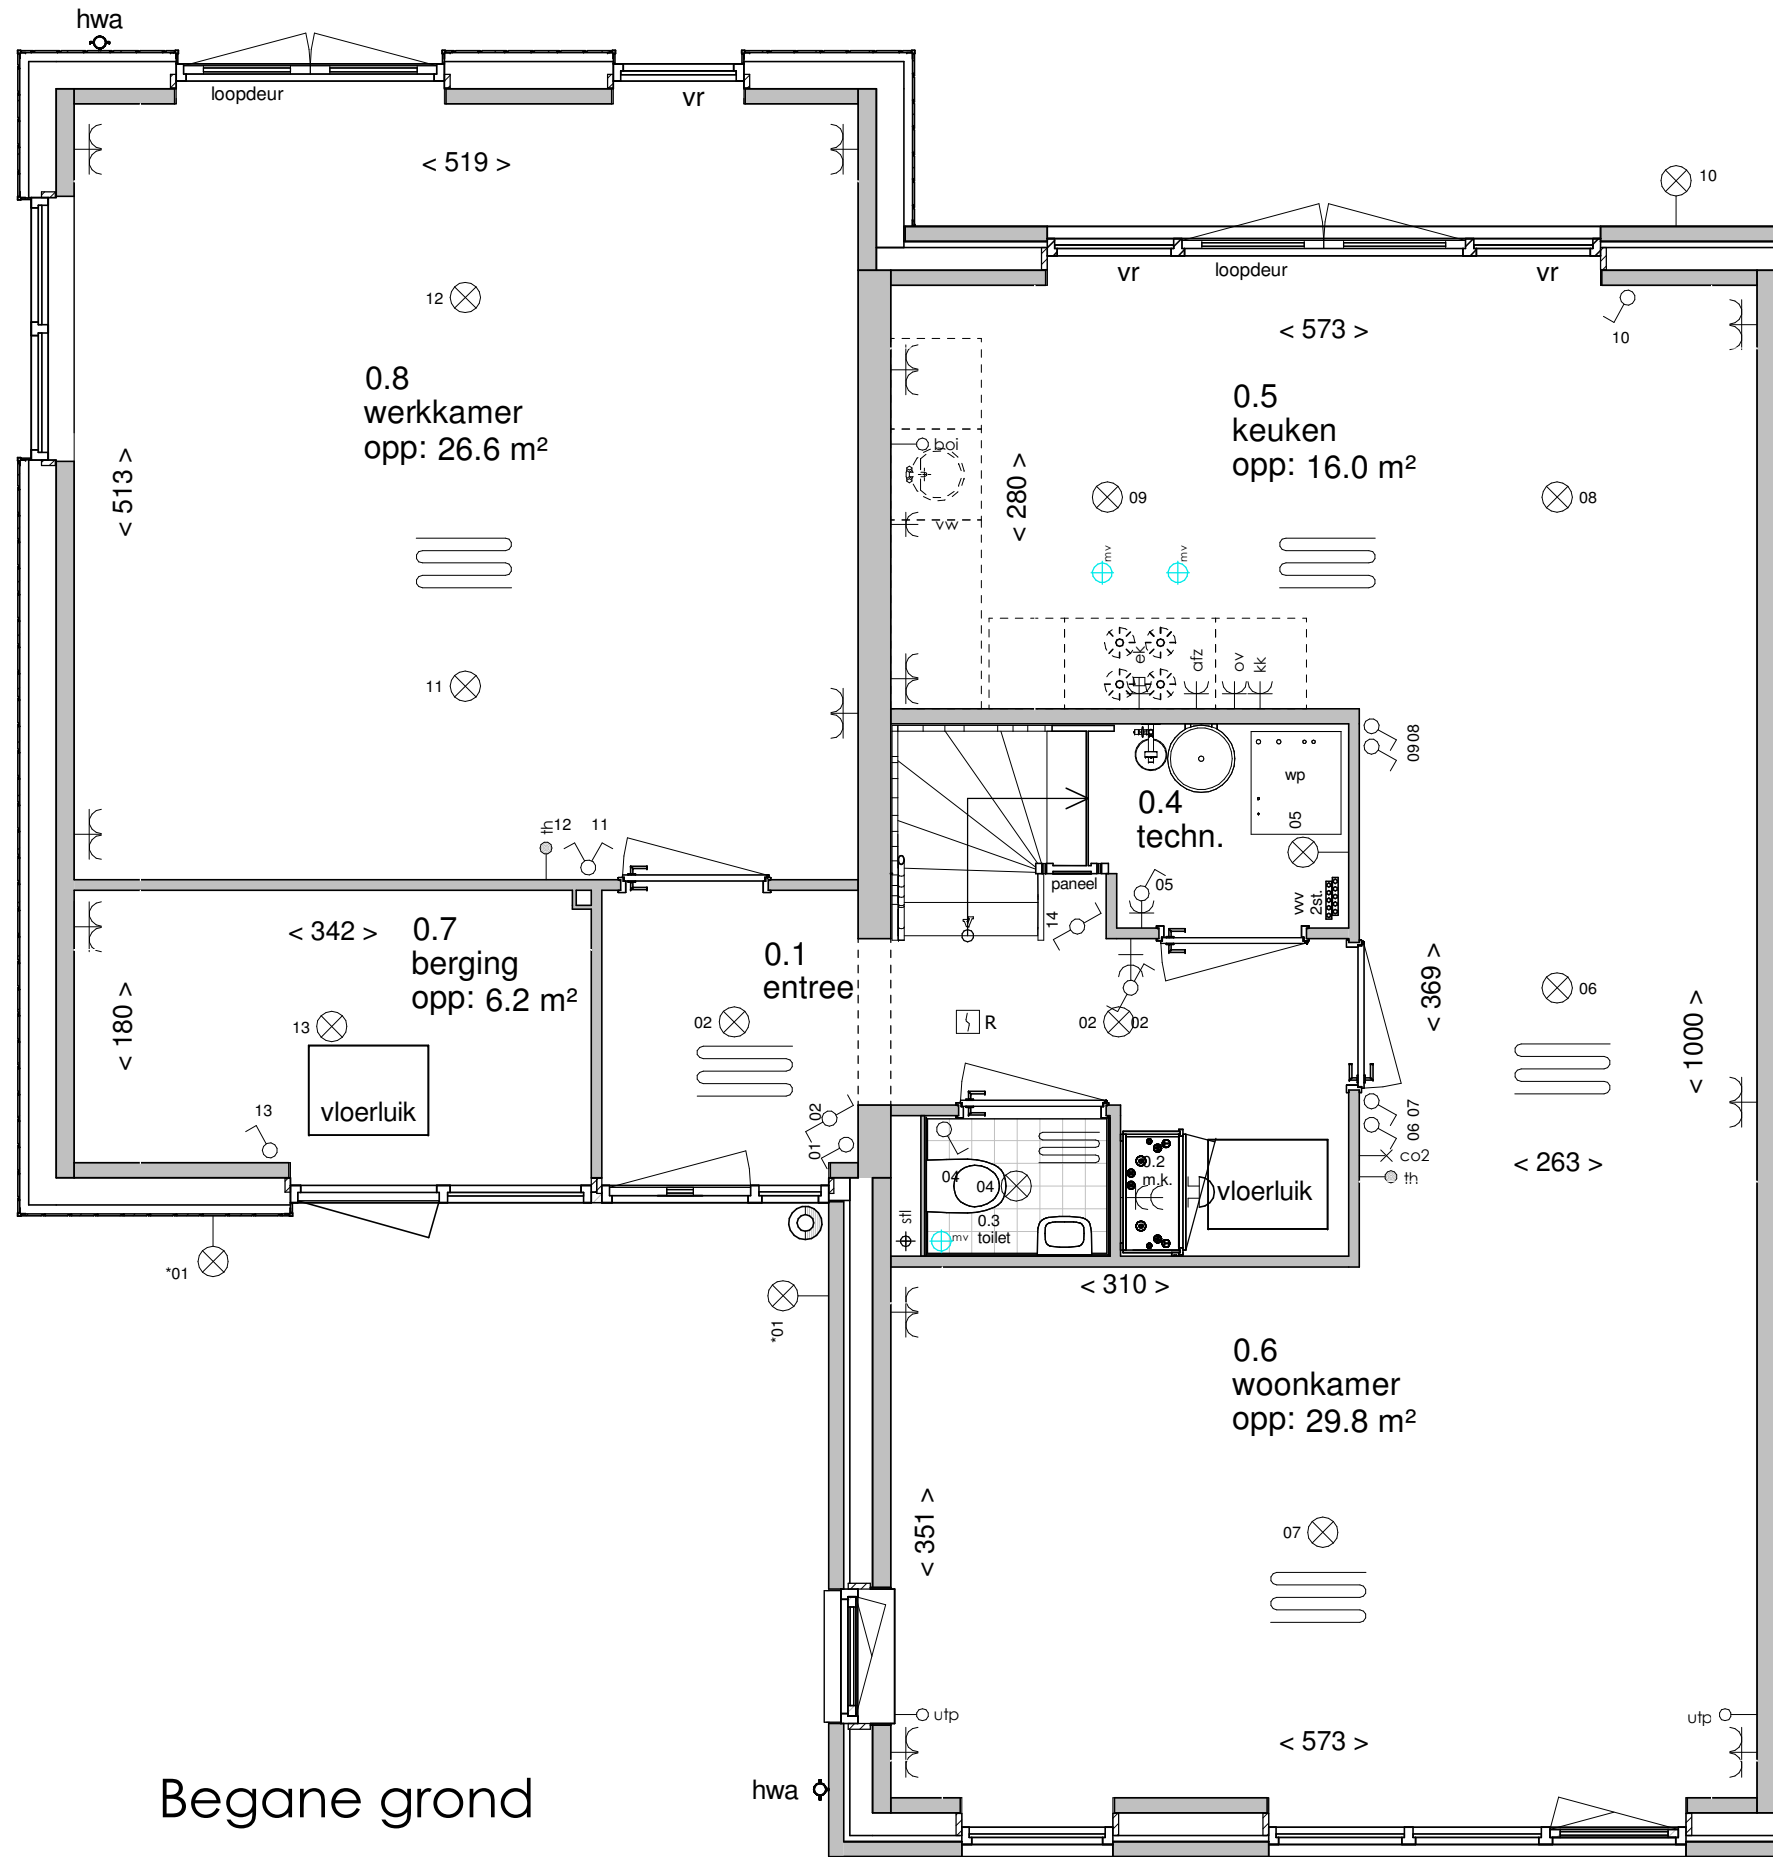 hwa
loopdeur
vr
< 519 >
10
vr
loopdeur
vr
12
< 573 >
10
0.8
werkkamer
opp: 26.6 m²
0.5
keuken
opp: 16.0 m²
boi
< 513 >
< 280 >
09
08
vw
mv
mv
11
ek
afz
ov
kk
0908
wp
0.4
techn.
05
th
12
11
paneel
05
14
wv
2st.
< 342 >
0.7
berging
opp: 6.2 m²
0.1
entree
< 180 >
13
02
R
02
02
< 369 >
06
< 1000 >
vloerluik
13
02
01
06 07
co2
th
< 263 >
0.2
m.k.
vloerluik
04
04
stl
mv
0.3
toilet
*01
*01
< 310 >
0.6
woonkamer
opp: 29.8 m²
< 351 >
07
utp
utp
< 573 >
hwa
Begane grond